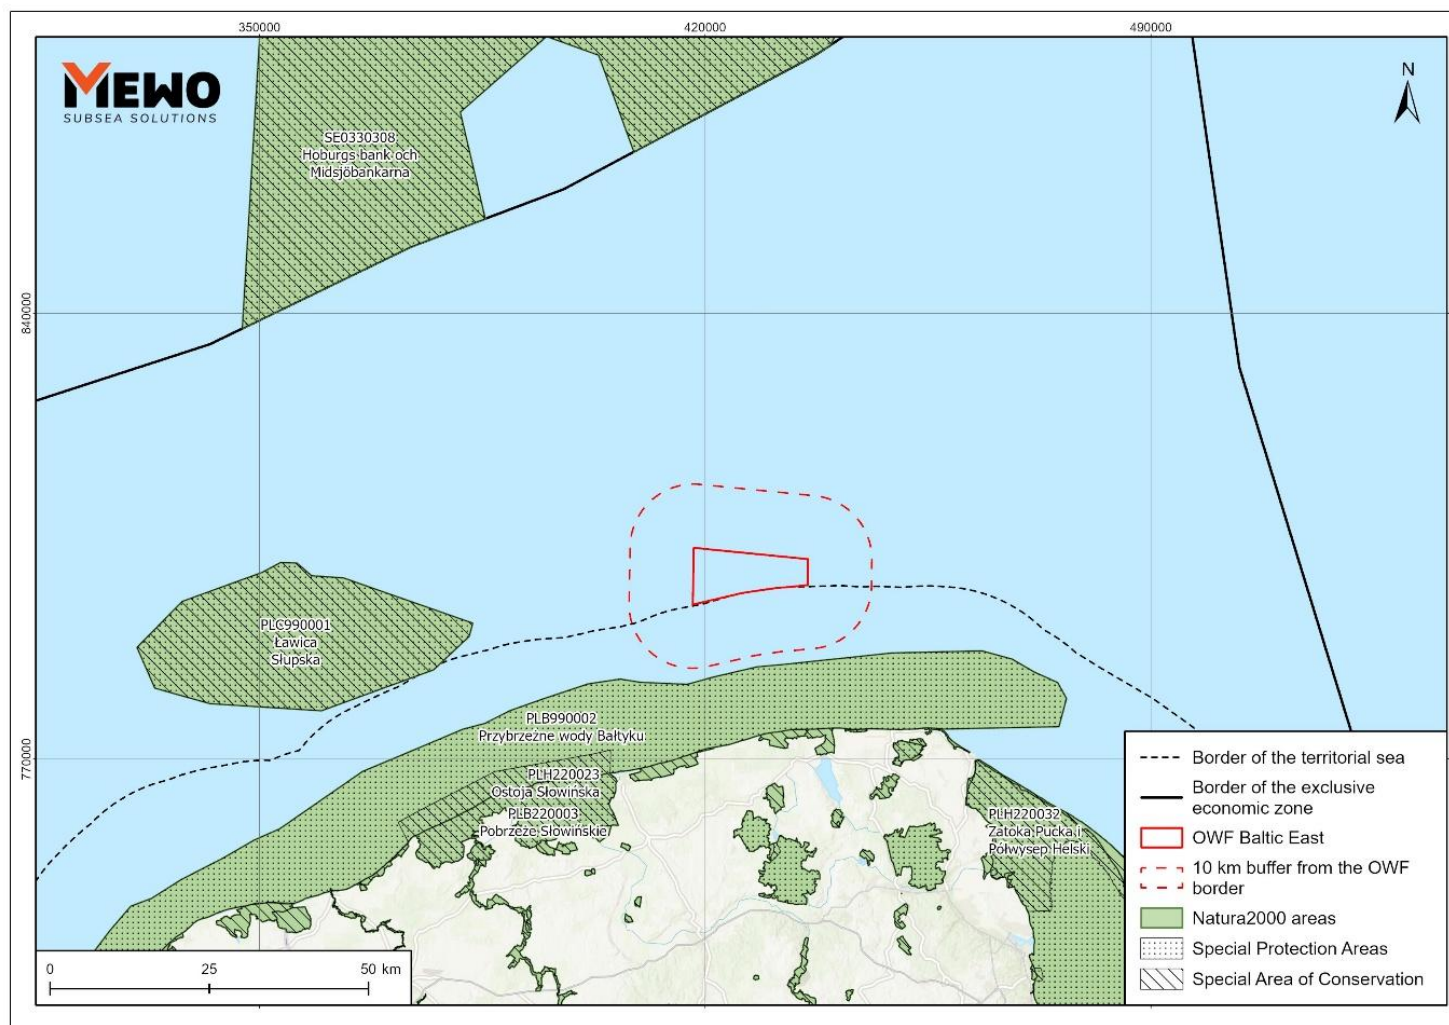 350000
420000
490000
MEWO
SUBSEA SOLUTIONS
N
SE0330308
Hoburgs bank och
Midsjöbankarna
840000
PLC990001
Ławica
Słupska
PLB990002
Przybrzeżne wody Bałtyku
770000
PLH220023
Ostoja Słowińska
PLB220003
Pobrzeże Słowińskie
PLH220032
Zatoka Pucka i
Półwysep Helski
Border of the territorial sea
Border of the exclusive
economic zone
OWF Baltic East
10 km buffer from the OWF
border
Natura2000 areas
Special Protection Areas
Special Area of Conservation
0 25 50 km